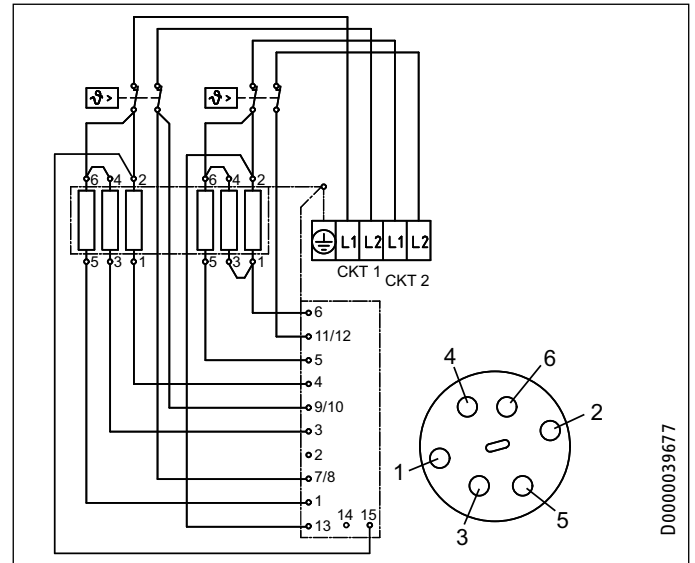 ϑ > ϑ >
6 4 2 6 4 2
L1 L2 L1 L2
CKT 1 CKT 2
5 3 1 5 3 1
6
11/12
5
4
9/10
3
2
7/8
1
13 14 15
4 6
2
1
3 5
D0000039677